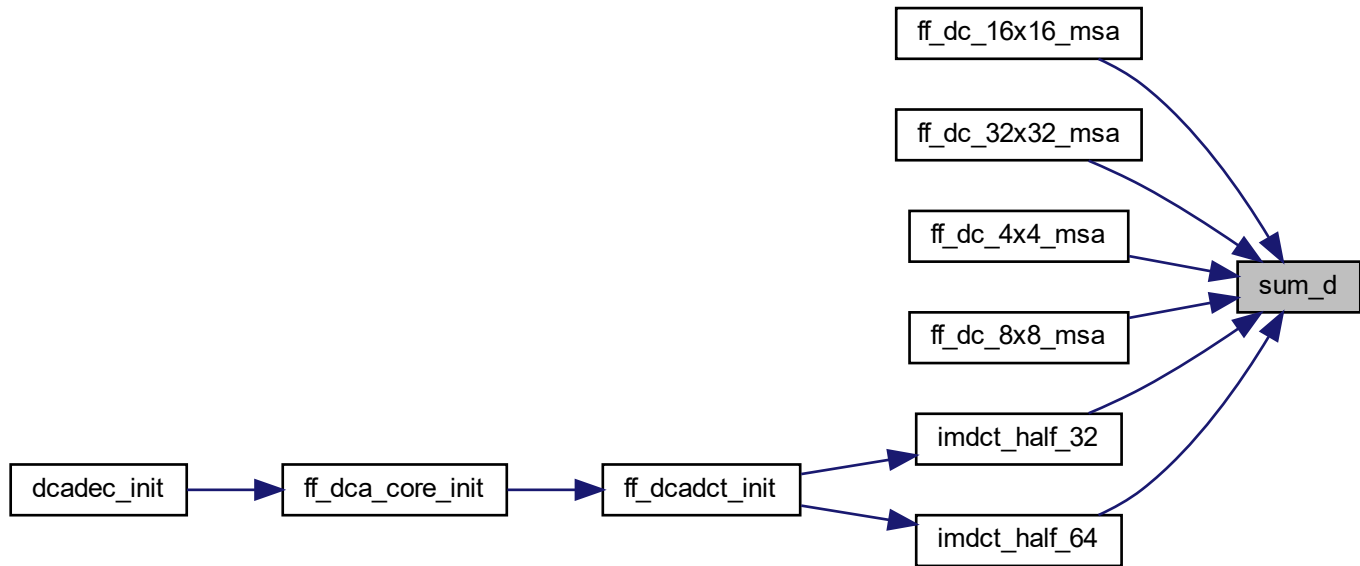 ff_dc_16x16_msa
ff_dc_32x32_msa
ff_dc_4x4_msa
sum_d
ff_dc_8x8_msa
imdct_half_32
dcadec_init
ff_dca_core_init
ff_dcadct_init
imdct_half_64